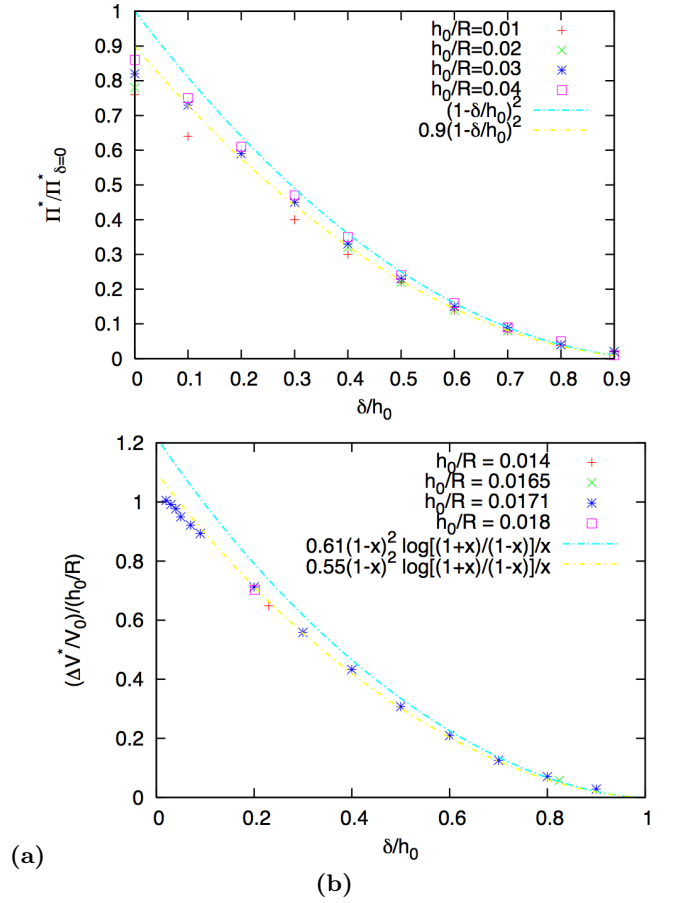 1
0.9
0.8
0.7
0.6
0.5
0.4
0.3
0.2
0.1
0
Π*/Π*δ=0
h0/R=0.01
h0/R=0.02
h0/R=0.03
h0/R=0.04
(1-δ/h0)²
0.9(1-δ/h0)²
0 0.1 0.2 0.3 0.4 0.5 0.6 0.7 0.8 0.9
δ/h0
1.2
1
0.8
0.6
0.4
0.2
0
(ΔV*/V0)/(h0/R)
h0/R = 0.014
h0/R = 0.0165
h0/R = 0.0171
h0/R = 0.018
0.61(1-x)² log[(1+x)/(1-x)]/x
0.55(1-x)² log[(1+x)/(1-x)]/x
0 0.2 0.4 0.6 0.8 1
δ/h0
(a)
(b)